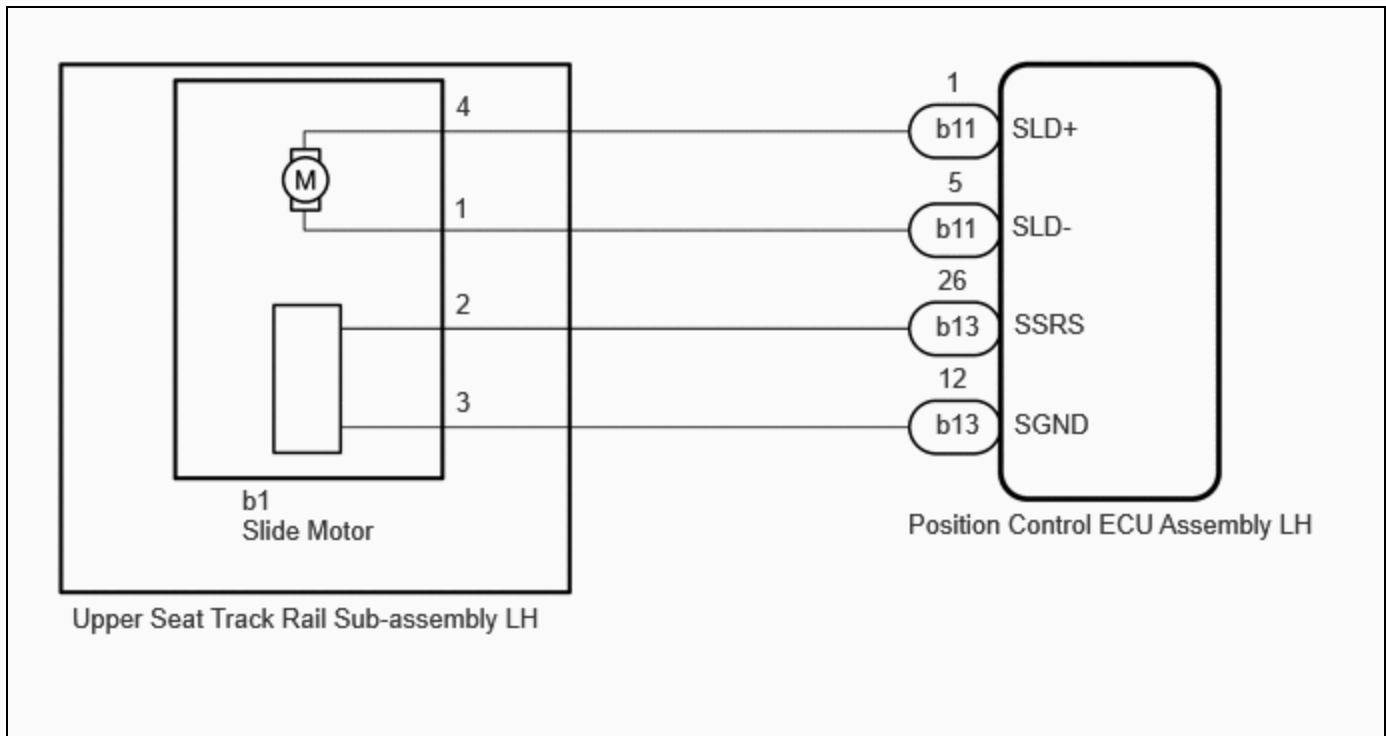 4
M
1
2
3
b1
Slide Motor
Upper Seat Track Rail Sub-assembly LH
1
b11 SLD+
5
b11 SLD-
26
b13 SSRS
12
b13 SGND
Position Control ECU Assembly LH